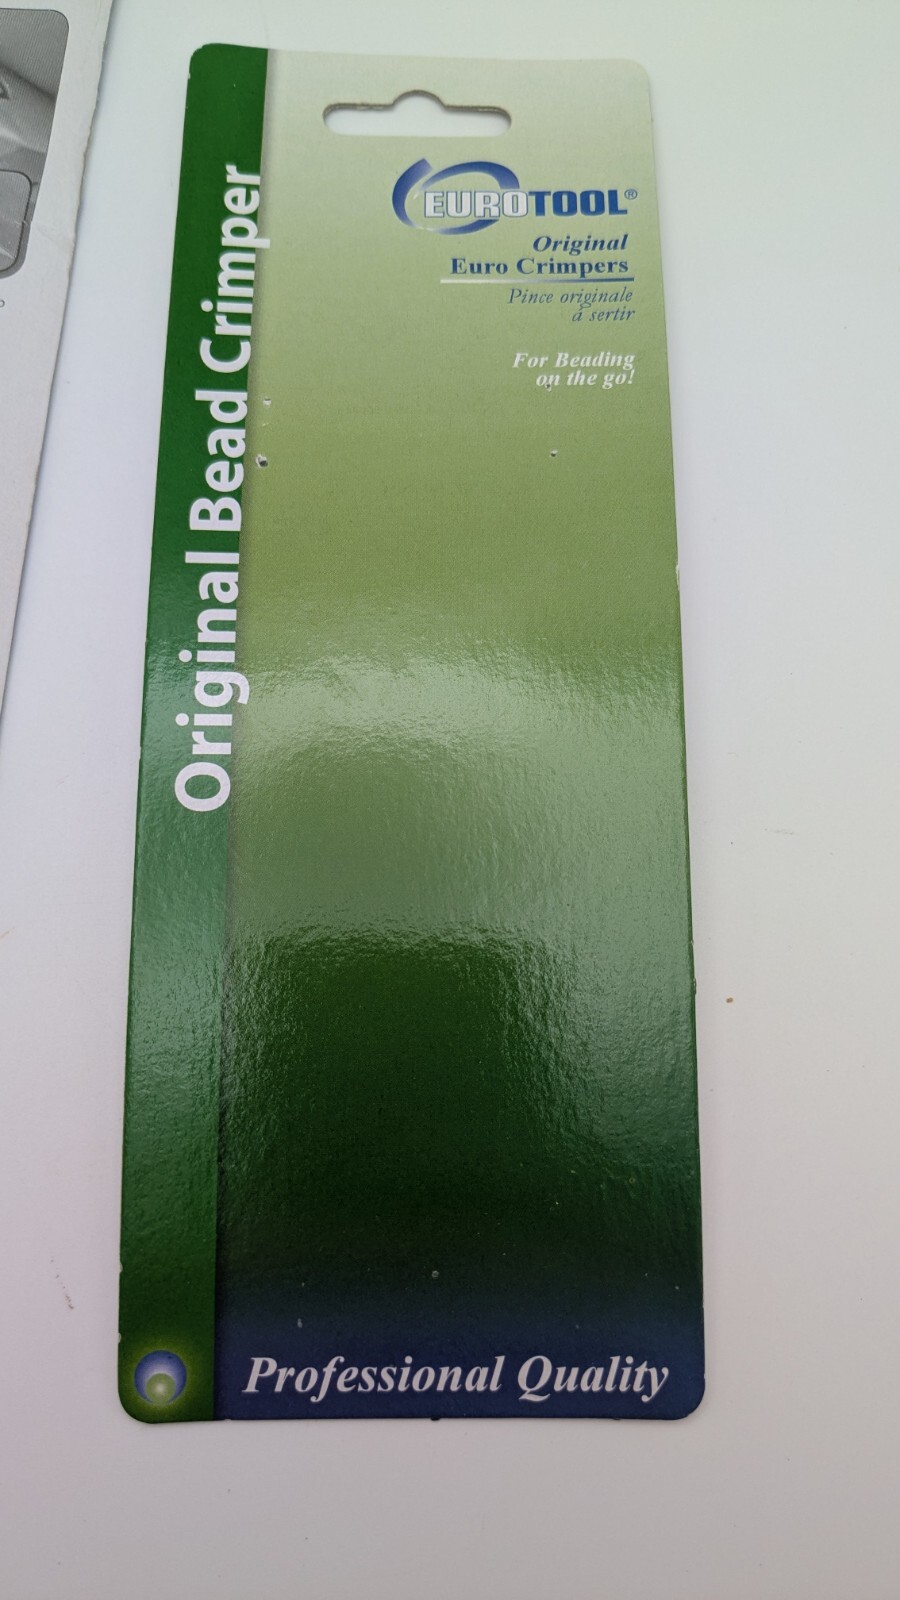 EUROTOOL®
Original
Euro Crimpers
Pince originale
á sertir
For Beading
on the go!
Original Bead Crimper
Professional Quality